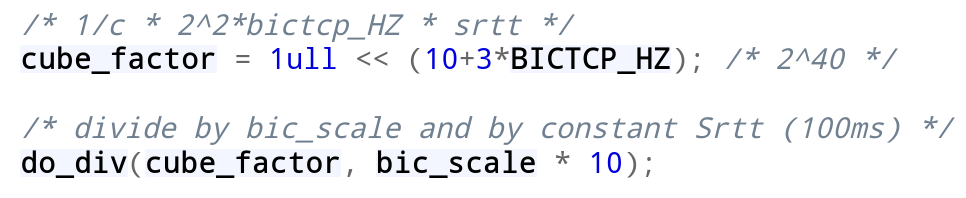 /* 1/c * 2^2*bictcp_HZ * srtt */
cube_factor = 1ull << (10+3*BICTCP_HZ); /* 2^40 */
/* divide by bic_scale and by constant Srtt (100ms) */
do_div(cube_factor, bic_scale * 10);